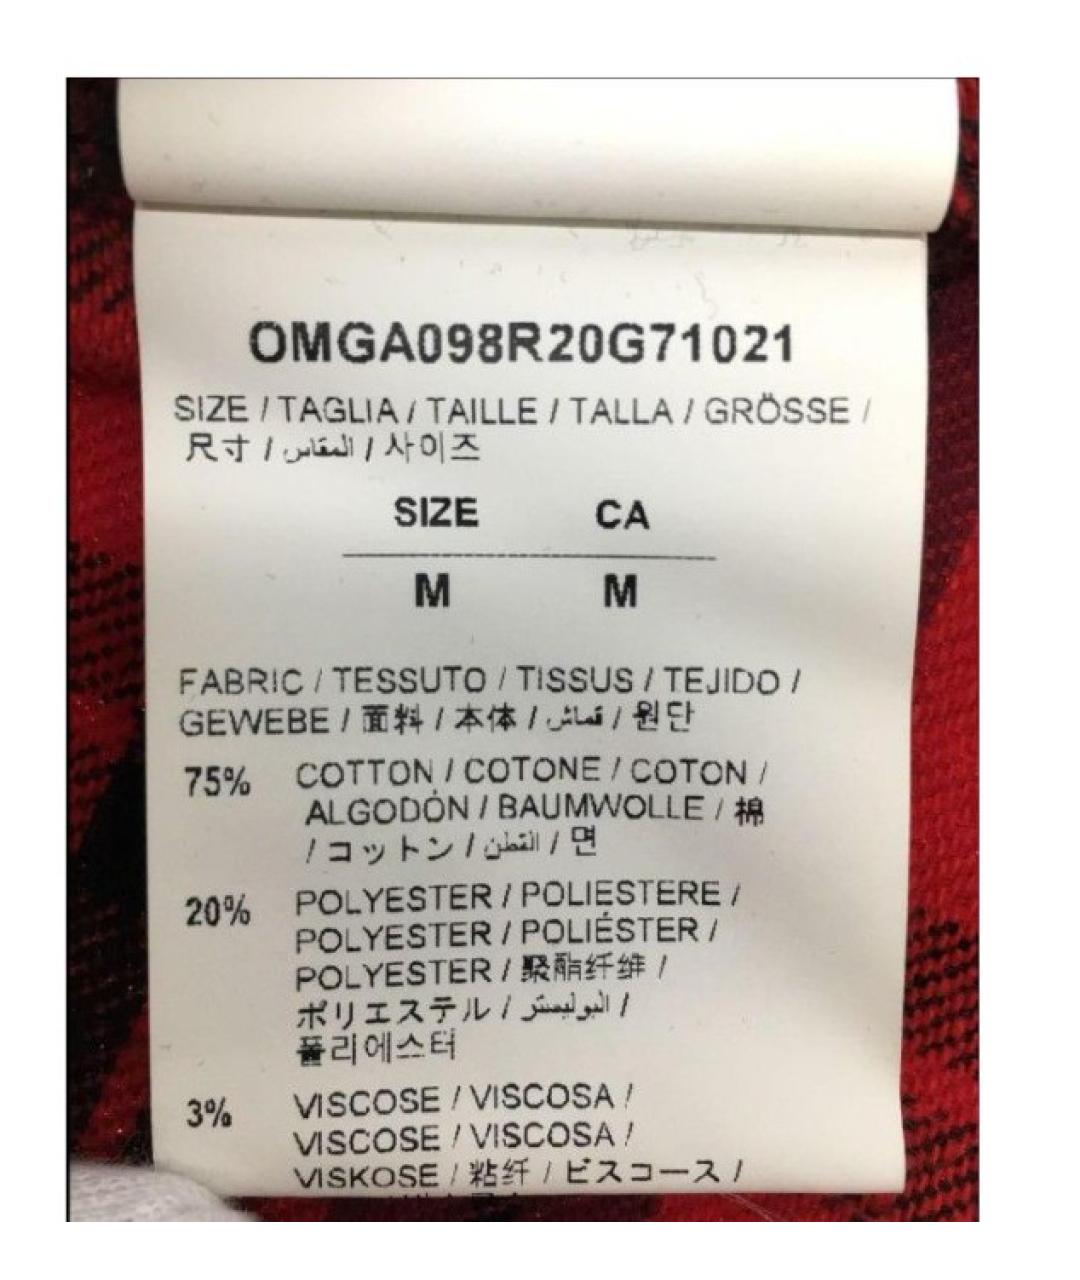 OMGA098R20G71021
SIZE / TAGLIA / TAILLE / TALLA / GRÖSSE /
尺寸 / المقاس / 사이즈
SIZE CA
M M
FABRIC / TESSUTO / TISSUS / TEJIDO /
GEWEBE / 面料 / 本体 / قماش / 원단
75% COTTON / COTONE / COTON /
ALGODÓN / BAUMWOLLE / 棉
/ コットン / القطن / 면
20% POLYESTER / POLIESTERE /
POLYESTER / POLIÉSTER /
POLYESTER / 聚酯纤维 /
ポリエステル / البوليستر /
폴리에스터
3% VISCOSE / VISCOSA /
VISCOSE / VISCOSA /
VISKOSE / 粘纤 / ビスコース /